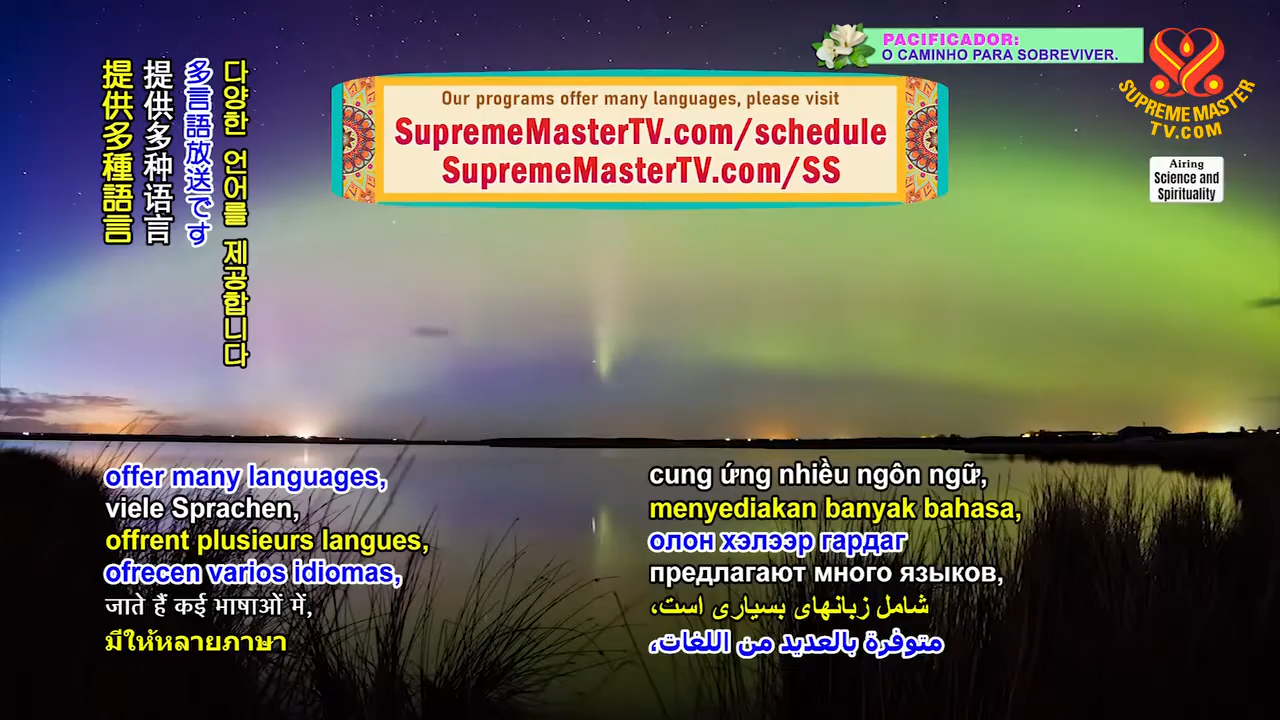 PACIFICADOR:
O CAMINHO PARA SOBREVIVER.
SUPREME MASTER
TV.COM
Airing
Science and
Spirituality
Our programs offer many languages, please visit
SupremeMasterTV.com/schedule
SupremeMasterTV.com/SS
다양한 언어를 제공합니다
多言語放送です
提供多种语言
提供多種語言
offer many languages,
viele Sprachen,
offrent plusieurs langues,
ofrecen varios idiomas,
जाते हैं कई भाषाओं में,
มีให้หลายภาษา
cung ứng nhiều ngôn ngữ,
menyediakan banyak bahasa,
олон хэлээр гардаг
предлагают много языков,
شامل زبانهای بسیاری است،
متوفرة بالعديد من اللغات،